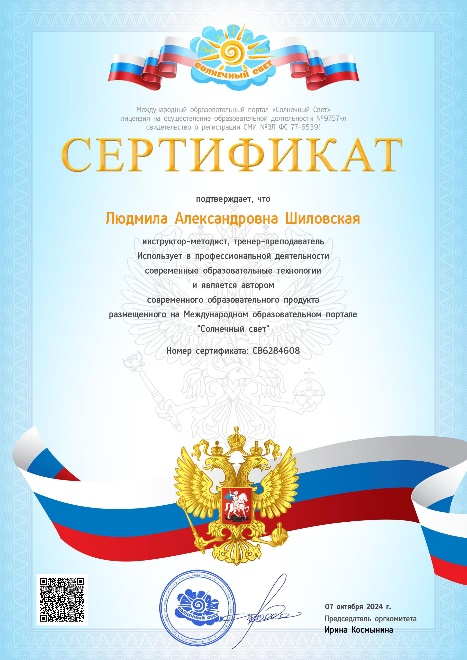 СОЛНЕЧНЫЙ СВЕТ
Международный образовательный портал «Солнечный Свет»
лицензия на осуществление образовательной деятельности №9757-л
свидетельство о регистрации СМИ №ЭЛ ФС 77-65391
СЕРТИФИКАТ
подтверждает, что
Людмила Александровна Шиловская
инструктор-методист, тренер-преподаватель
Использует в профессиональной деятельности
современные образовательные технологии
и является автором
современного образовательного продукта
размещенного на Международном образовательном портале
"Солнечный свет"
Номер сертификата: СВ6284608
07 октября 2024 г.
Председатель оргкомитета
Ирина Космынина